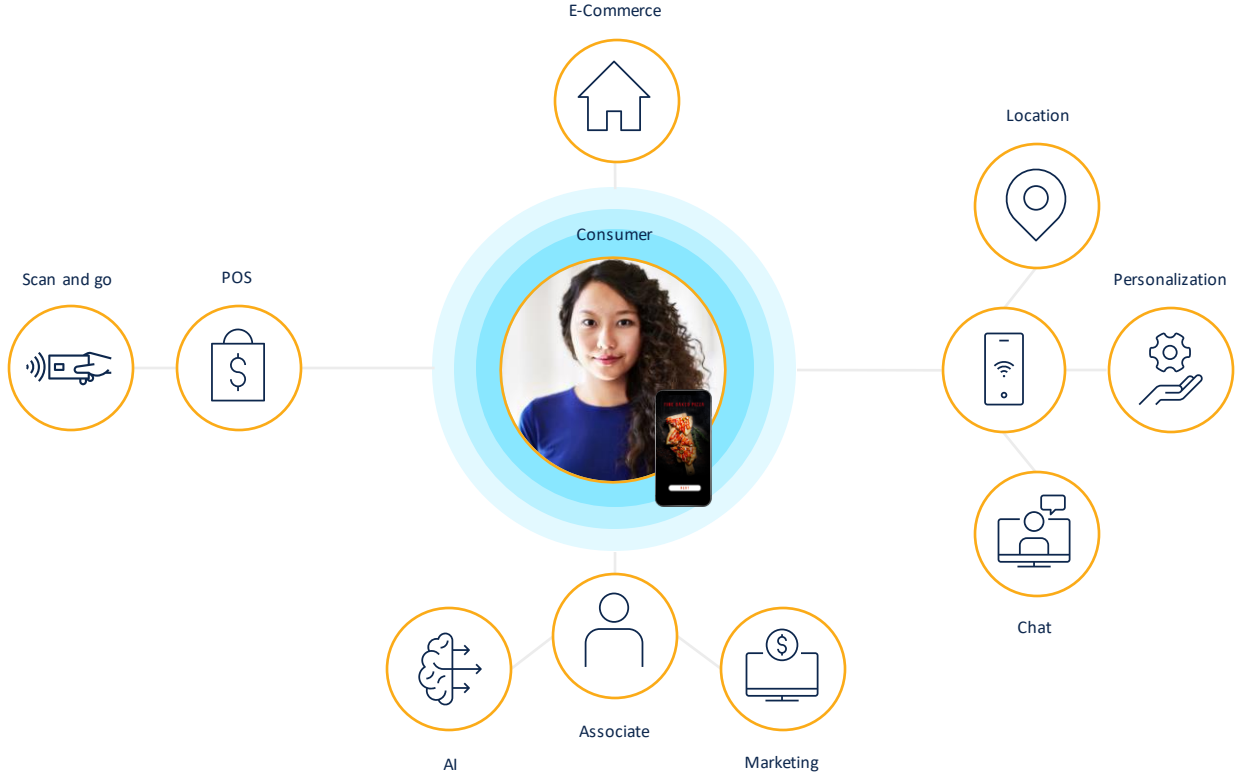 E-Commerce
Location
Consumer
Scan and go
POS
Personalization
$
$
Chat
Associate
AI
Marketing